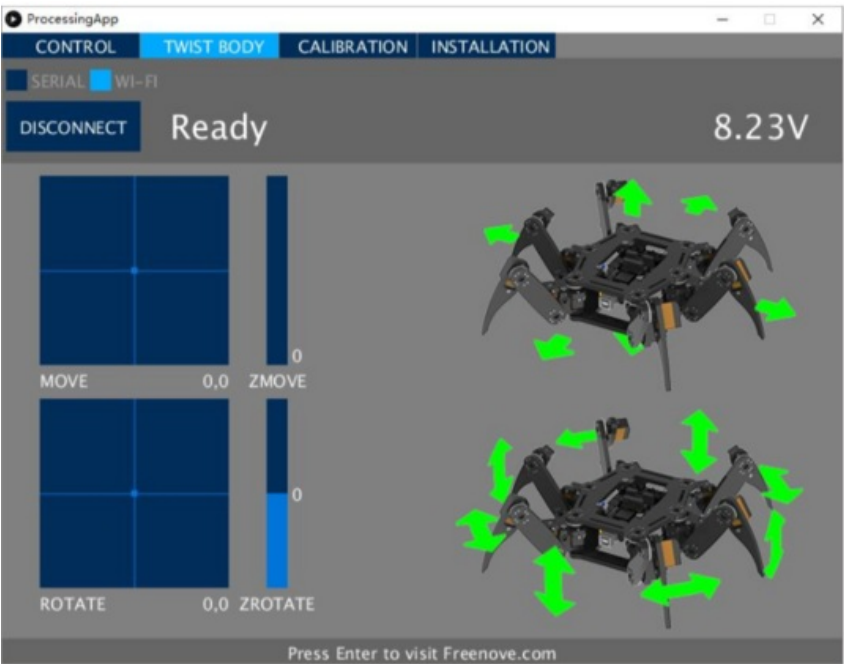 ProcessingApp
CONTROL TWIST BODY CALIBRATION INSTALLATION
SERIAL WI-FI
DISCONNECT Ready 8.23V
0
MOVE 0,0 ZMOVE
0
ROTATE 0,0 ZROTATE
Press Enter to visit Freenove.com